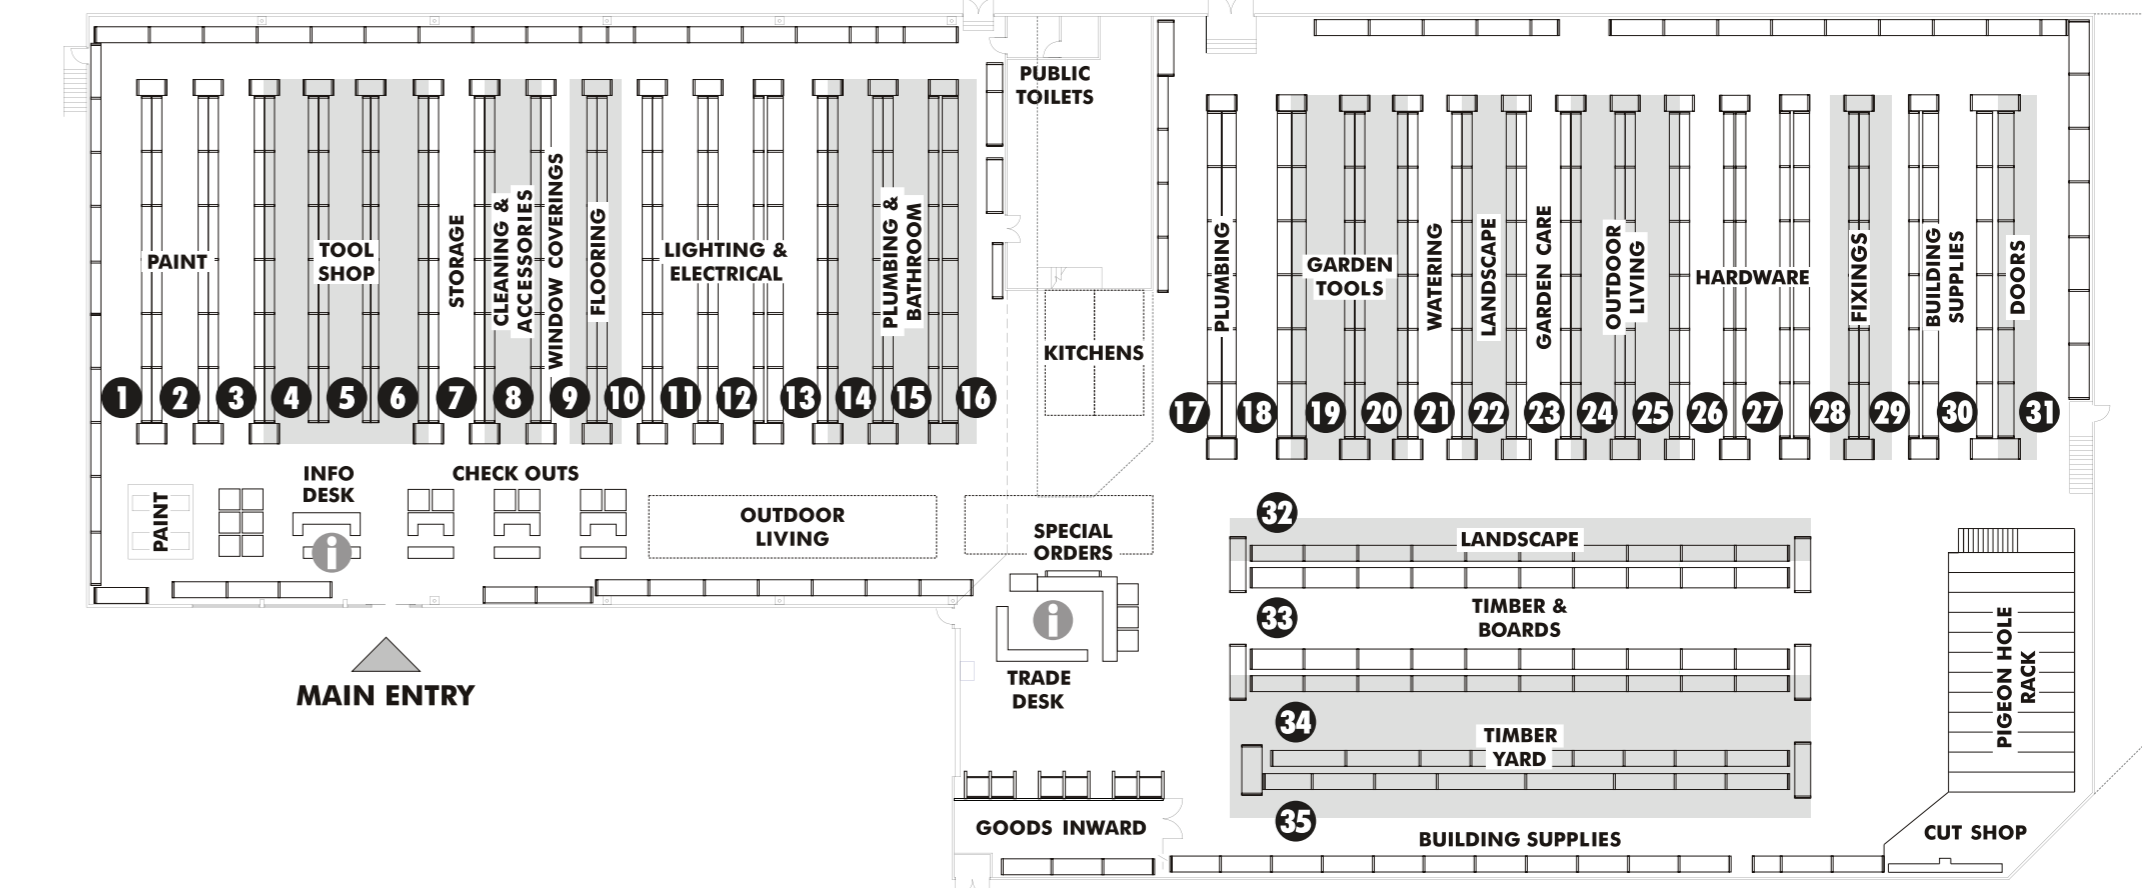 PUBLIC
TOILETS
PAINT
TOOL
SHOP
STORAGE
CLEANING &
ACCESSORIES
WINDOW COVERINGS
FLOORING
LIGHTING &
ELECTRICAL
PLUMBING &
BATHROOM
PLUMBING
GARDEN
TOOLS
WATERING
LANDSCAPE
GARDEN CARE
OUTDOOR
LIVING
HARDWARE
FIXINGS
BUILDING
SUPPLIES
DOORS
KITCHENS
1 2 3 4 5 6 7 8 9 10 11 12 13 14 15 16
17 18 19 20 21 22 23 24 25 26 27 28 29 30 31
PAINT
INFO
DESK
i
CHECK OUTS
OUTDOOR
LIVING
SPECIAL
ORDERS
i
TRADE
DESK
MAIN ENTRY
32
LANDSCAPE
33
TIMBER &
BOARDS
34
TIMBER
YARD
35
BUILDING SUPPLIES
PIGEON HOLE
RACK
CUT SHOP
GOODS INWARD